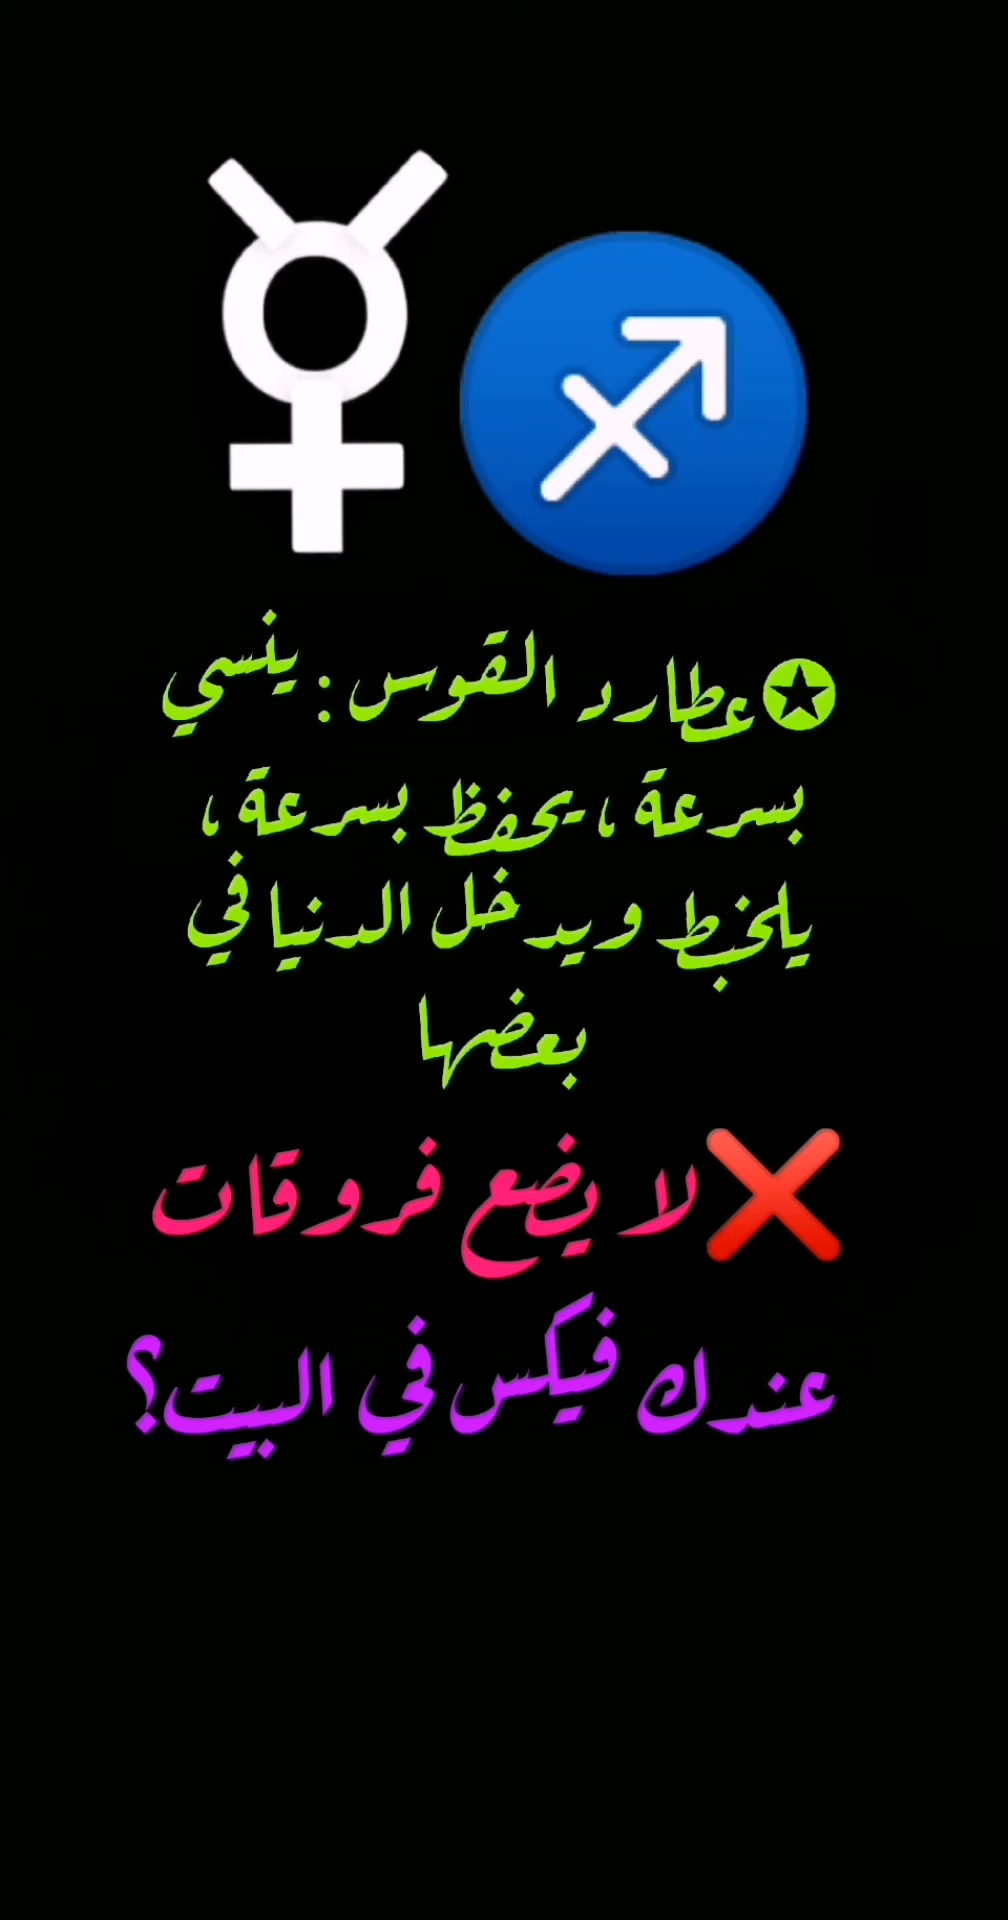 ✪عطارد القوس: ينسي
بسرعة، يحفظ بسرعة،
يلخبط ويدخل الدنيا في
بعضها
❌لا يضع فروقات
عندك فيكس في البيت؟